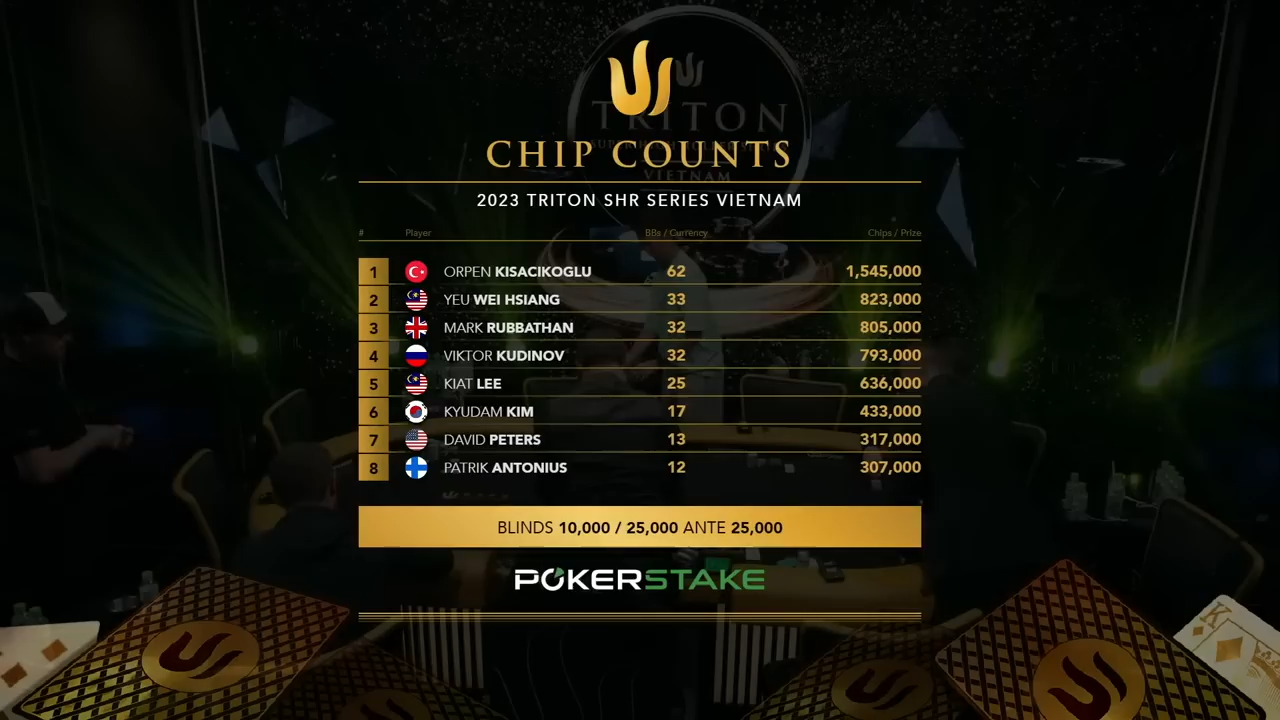 TRITON
VIETNAM
CHIP COUNTS
2023 TRITON SHR SERIES VIETNAM
# Player BBs / Currency Chips / Prize
1 ORPEN KISACIKOGLU 62 1,545,000
2 YEU WEI HSIANG 33 823,000
3 MARK RUBBATHAN 32 805,000
4 VIKTOR KUDINOV 32 793,000
5 KIAT LEE 25 636,000
6 KYUDAM KIM 17 433,000
7 DAVID PETERS 13 317,000
8 PATRIK ANTONIUS 12 307,000
BLINDS 10,000 / 25,000 ANTE 25,000
POKERSTAKE
K